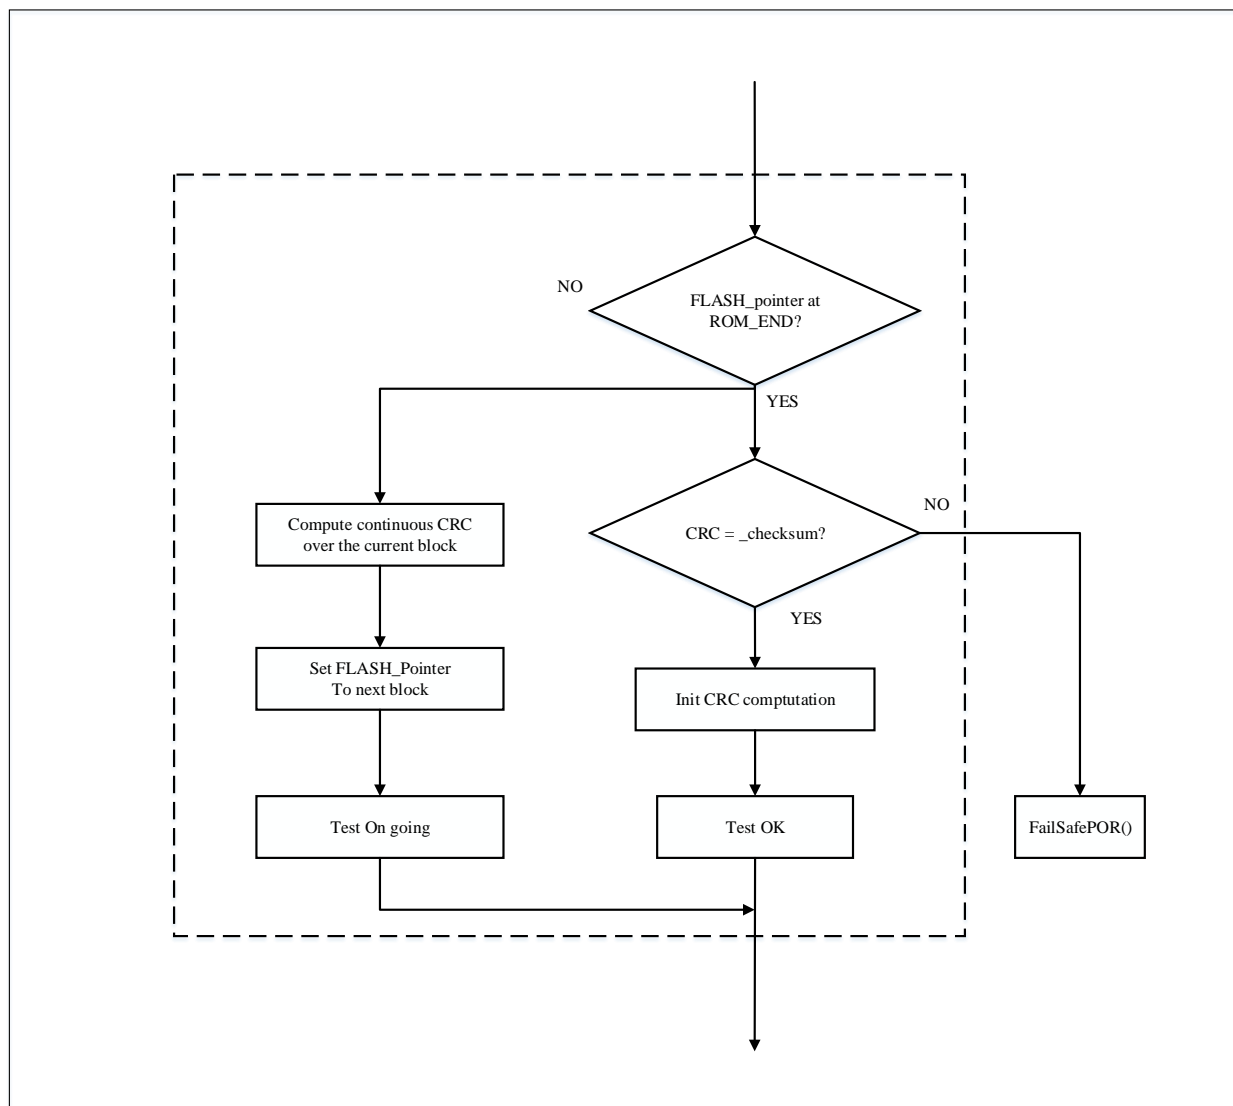 NO
FLASH_pointer at
ROM_END?
YES
Compute continuous CRC
over the current block
CRC = _checksum?
NO
YES
Set FLASH_Pointer
To next block
Init CRC comptutation
Test On going
Test OK
FailSafePOR()